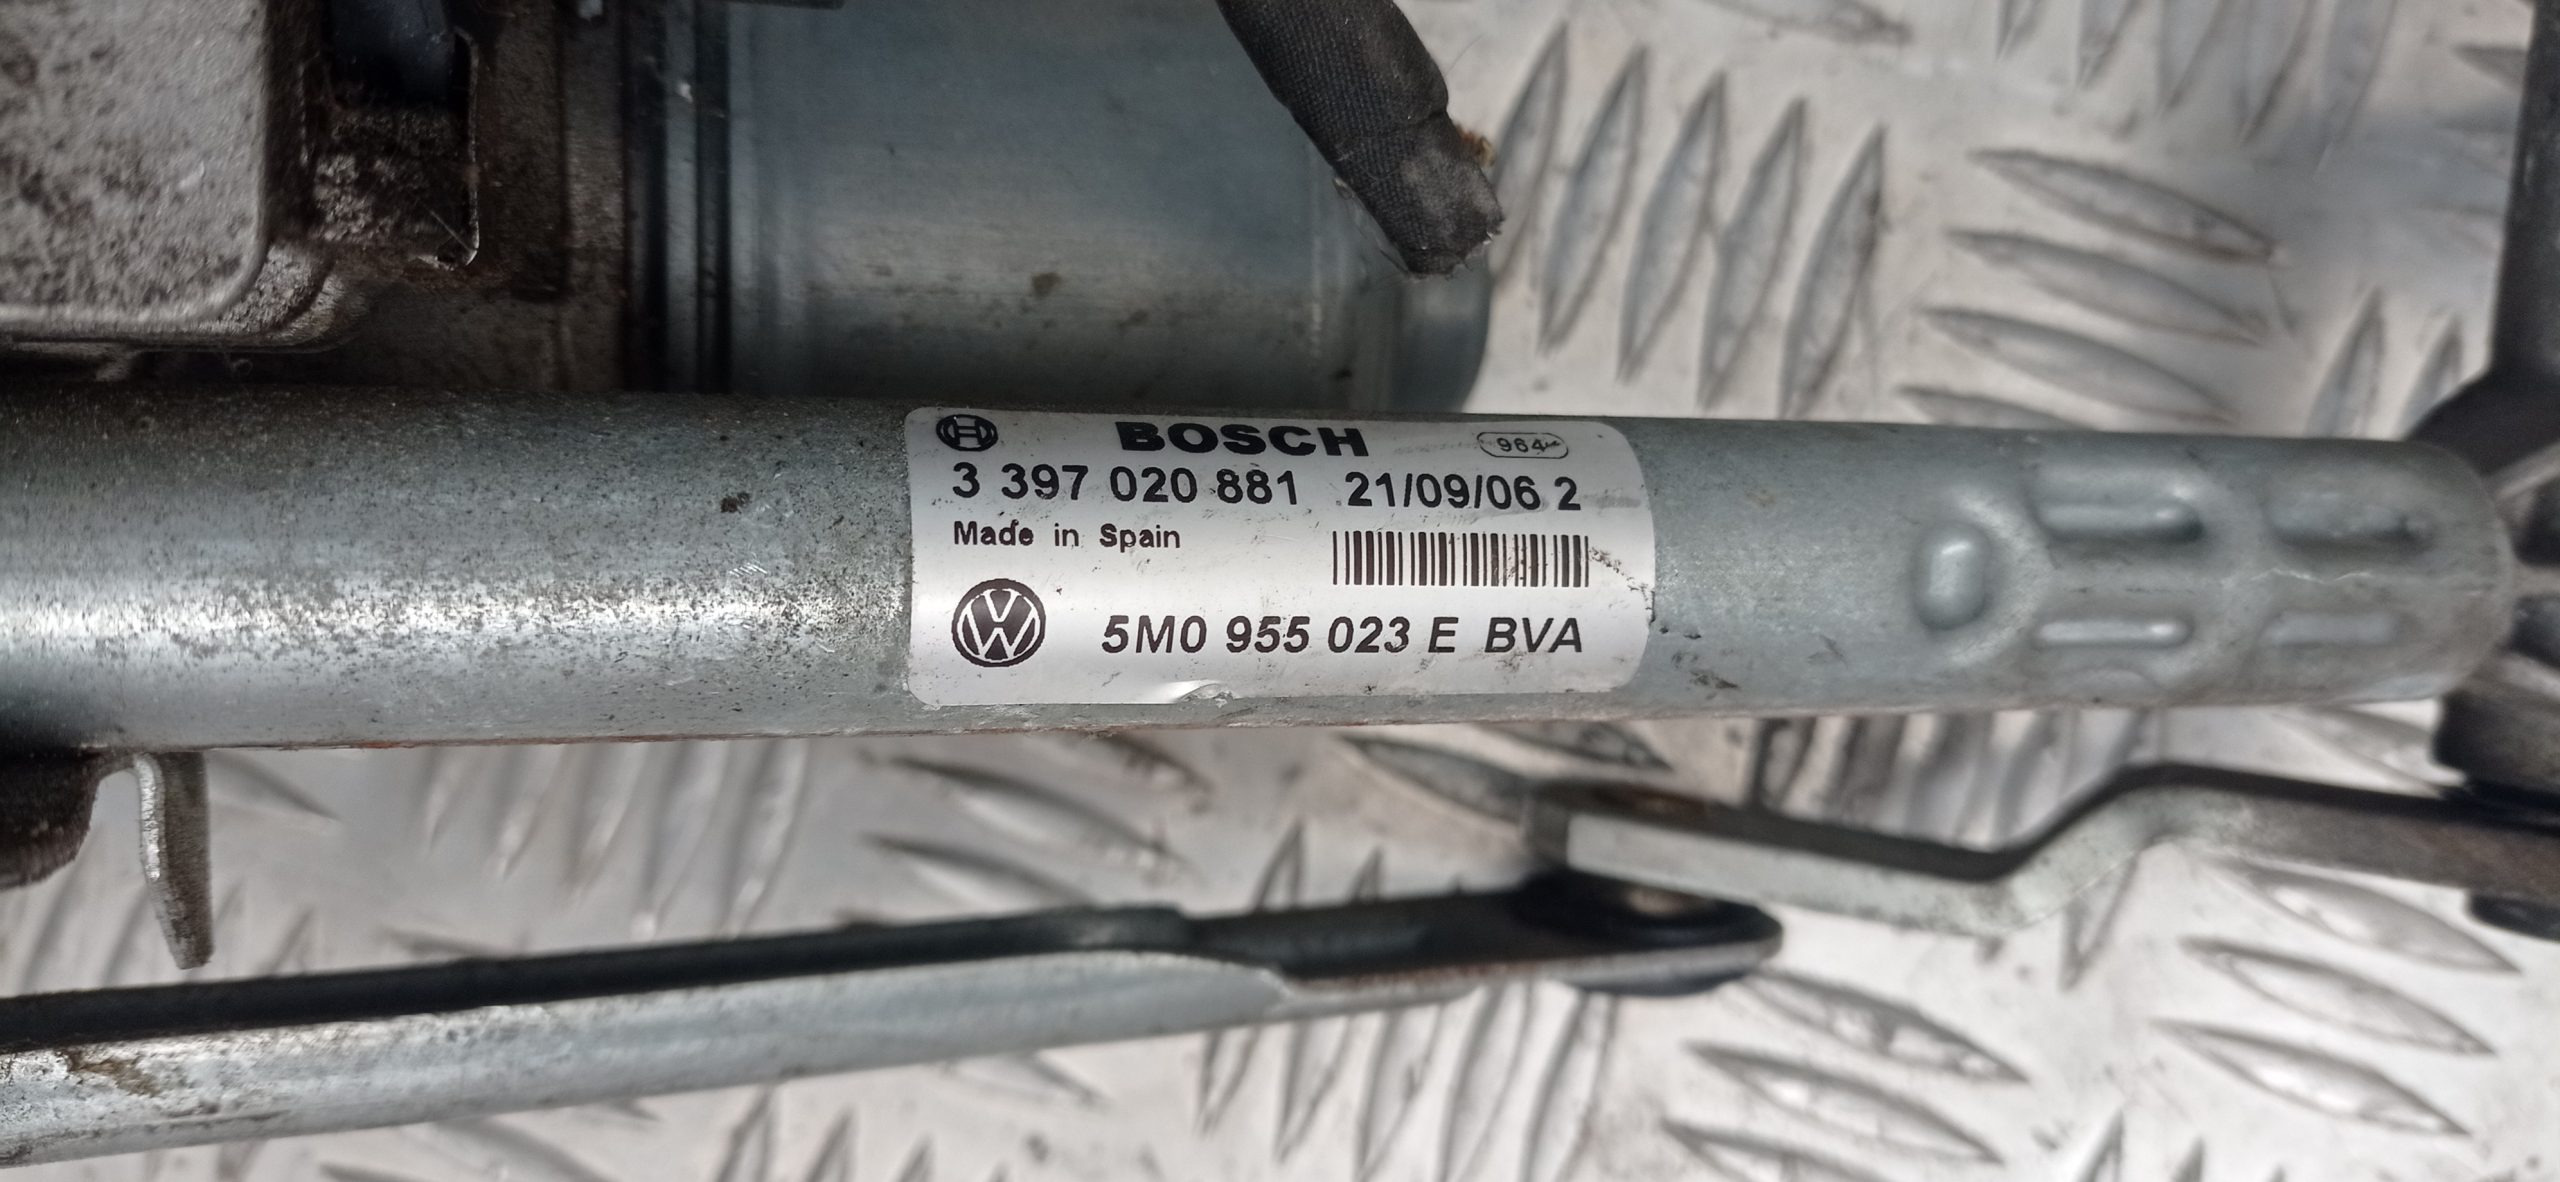 BOSCH 964
3 397 020 881 21/09/06 2
Made in Spain
5M0 955 023 E BVA